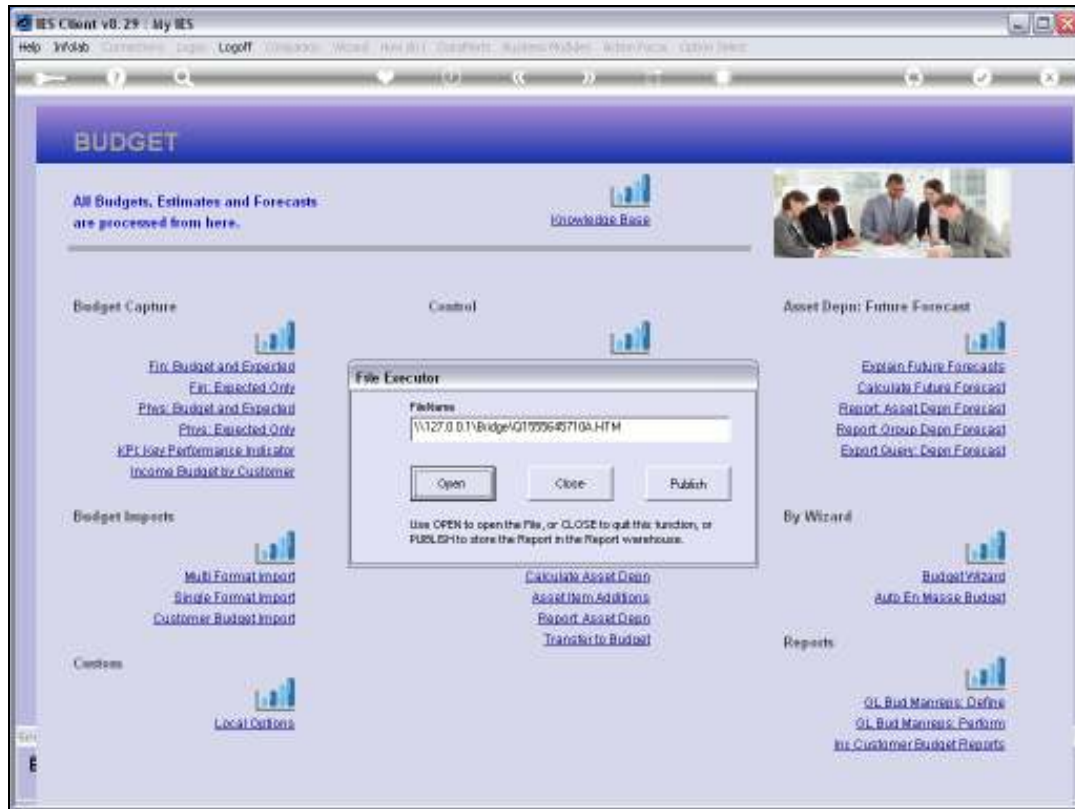 IES Client v8.29 : My IES
Help Infolab Logoff
BUDGET
All Budgets, Estimates and Forecasts
are processed from here.
Knowledge Base
Budget Capture
Control
Asset Depn: Future Forecast
Fin: Budget and Expected
Fin: Expected Only
Phys: Budget and Expected
Phys: Expected Only
KPI: Key Performance Indicator
Income Budget by Customer
Explain Future Forecasts
Calculate Future Forecast
Report: Asset Depn Forecast
Report: Group Depn Forecast
Export Query: Depn Forecast
File Executor
FileName
\\127.0.0.1\Bridge\Q1555645710A.HTM
Open
Close
Publish
Use OPEN to open the File, or CLOSE to quit this function, or
PUBLISH to store the Report in the Report warehouse.
Budget Imports
By Wizard
Multi Format Import
Single Format Import
Customer Budget Import
Calculate Asset Depn
Asset Item Additions
Report Asset Depn
Transfer to Budget
Budget Wizard
Auto En Masse Budget
Custom
Reports
Local Options
GL Bud Manreps: Define
GL Bud Manreps: Perform
Inc Customer Budget Reports